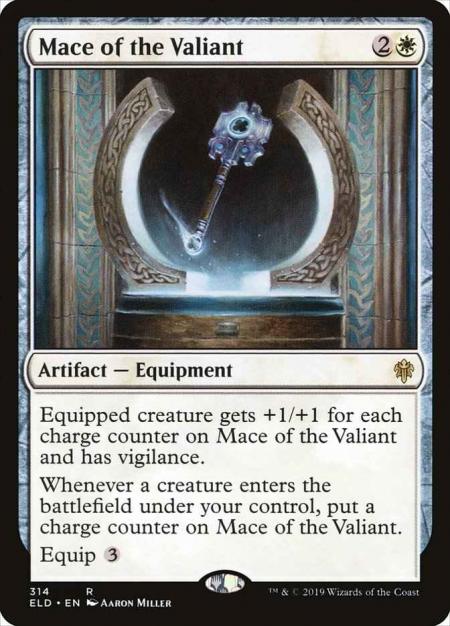 Mace of the Valiant 2
Artifact — Equipment
Equipped creature gets +1/+1 for each
charge counter on Mace of the Valiant
and has vigilance.
Whenever a creature enters the
battlefield under your control, put a
charge counter on Mace of the Valiant.
Equip 3
314 R
ELD • EN Aaron Miller
™ & © 2019 Wizards of the Coast